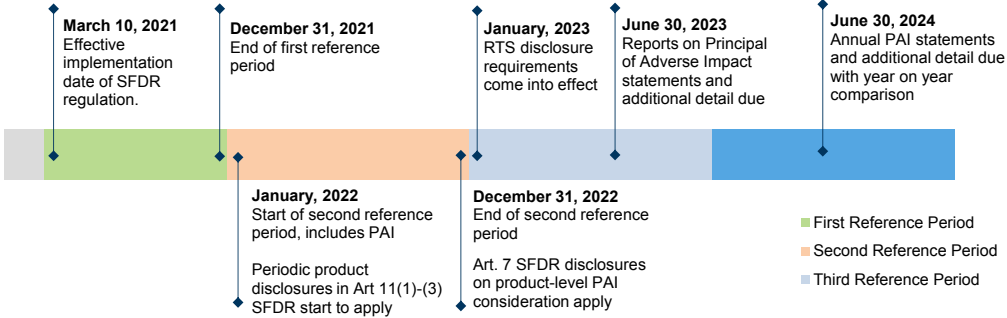 March 10, 2021
Effective
implementation
date of SFDR
regulation.
December 31, 2021
End of first reference
period
January, 2023
RTS disclosure
requirements
come into effect
June 30, 2023
Reports on Principal
of Adverse Impact
statements and
additional detail due
June 30, 2024
Annual PAI statements
and additional detail due
with year on year
comparison
January, 2022
Start of second reference
period, includes PAI
Periodic product
disclosures in Art 11(1)-(3)
SFDR start to apply
December 31, 2022
End of second reference
period
Art. 7 SFDR disclosures
on product-level PAI
consideration apply
First Reference Period
Second Reference Period
Third Reference Period